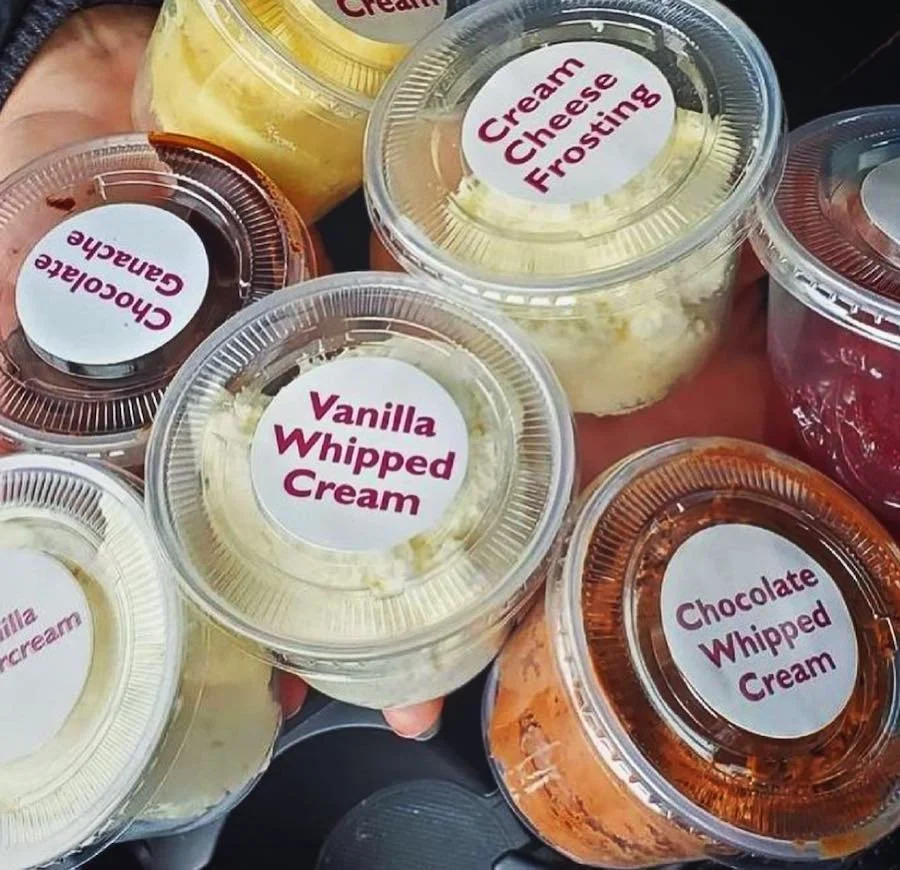 Cream
Cream
Cheese
Frosting
Chocolate
Ganache
Vanilla
Whipped
Cream
illa
rcream
Chocolate
Whipped
Cream